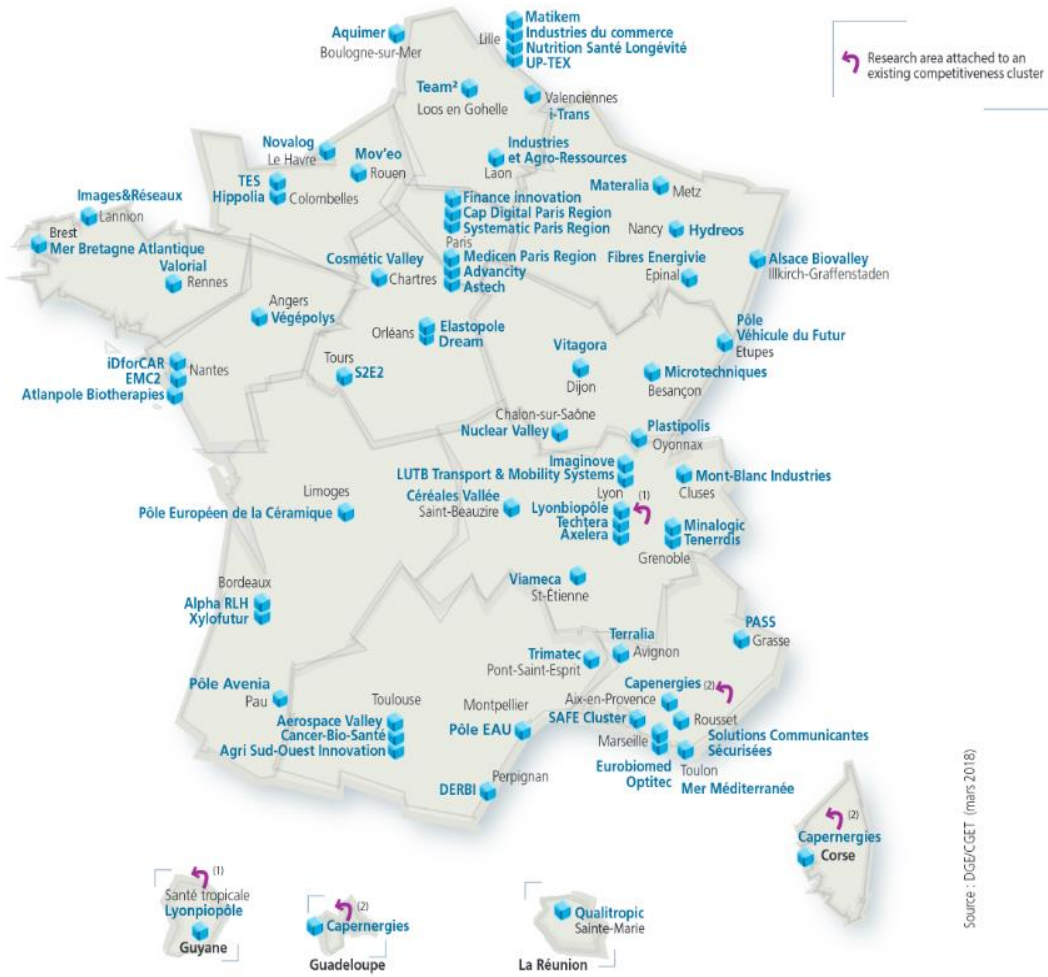 Matikem
Industries du commerce
Lille
Nutrition Santé Longévité
UP-TEX
Aquimer
Boulogne-sur-Mer
Research area attached to an
existing competitiveness cluster
Team²
Loos en Gohelle
Valenciennes
i-Trans
Novalog
Le Havre
Mov'eo
Rouen
Industries
et Agro-Ressources
Laon
TES
Hippolia
Colombelles
Materalia
Metz
Images&Réseaux
Lannion
Finance innovation
Cap Digital Paris Region
Systematic Paris Region
Paris
Medicen Paris Region
Advancity
Astech
Nancy
Hydreos
Brest
Mer Bretagne Atlantique
Valorial
Rennes
Cosmétic Valley
Chartres
Fibres Energivie
Epinal
Alsace Biovalley
Illkirch-Graffenstaden
Angers
Végépolys
Orléans
Elastopole
Dream
Pôle
Véhicule du Futur
Etupes
iDforCAR
EMC2
Nantes
Atlanpole Biotherapies
Tours
S2E2
Vitagora
Dijon
Microtechniques
Besançon
Chalon-sur-Saône
Nuclear Valley
Plastipolis
Oyonnax
Imaginove
LUTB Transport & Mobility Systems
Lyon
(1)
Lyonbiopôle
Techtera
Axelera
Mont-Blanc Industries
Cluses
Limoges
Pôle Européen de la Céramique
Céréales Vallée
Saint-Beauzire
Minalogic
Tenerrdis
Grenoble
Viameca
St-Étienne
Bordeaux
Alpha RLH
Xylofutur
PASS
Grasse
Terralia
Avignon
Trimatec
Pont-Saint-Esprit
Capenergies (2)
Aix-en-Provence
Pôle Avenia
Pau
Toulouse
Aerospace Valley
Cancer-Bio-Santé
Agri Sud-Ouest Innovation
Montpellier
Pôle EAU
SAFE Cluster
Rousset
Marseille
Solutions Communicantes
Sécurisées
Eurobiomed
Optitec
Toulon
Mer Méditerranée
Perpignan
DERBI
(2)
Capernergies
Corse
(1)
Santé tropicale
Lyonpiopôle
Guyane
(2)
Capernergies
Guadeloupe
Qualitropic
Sainte-Marie
La Réunion
Source : DGE/CGET (mars 2018)